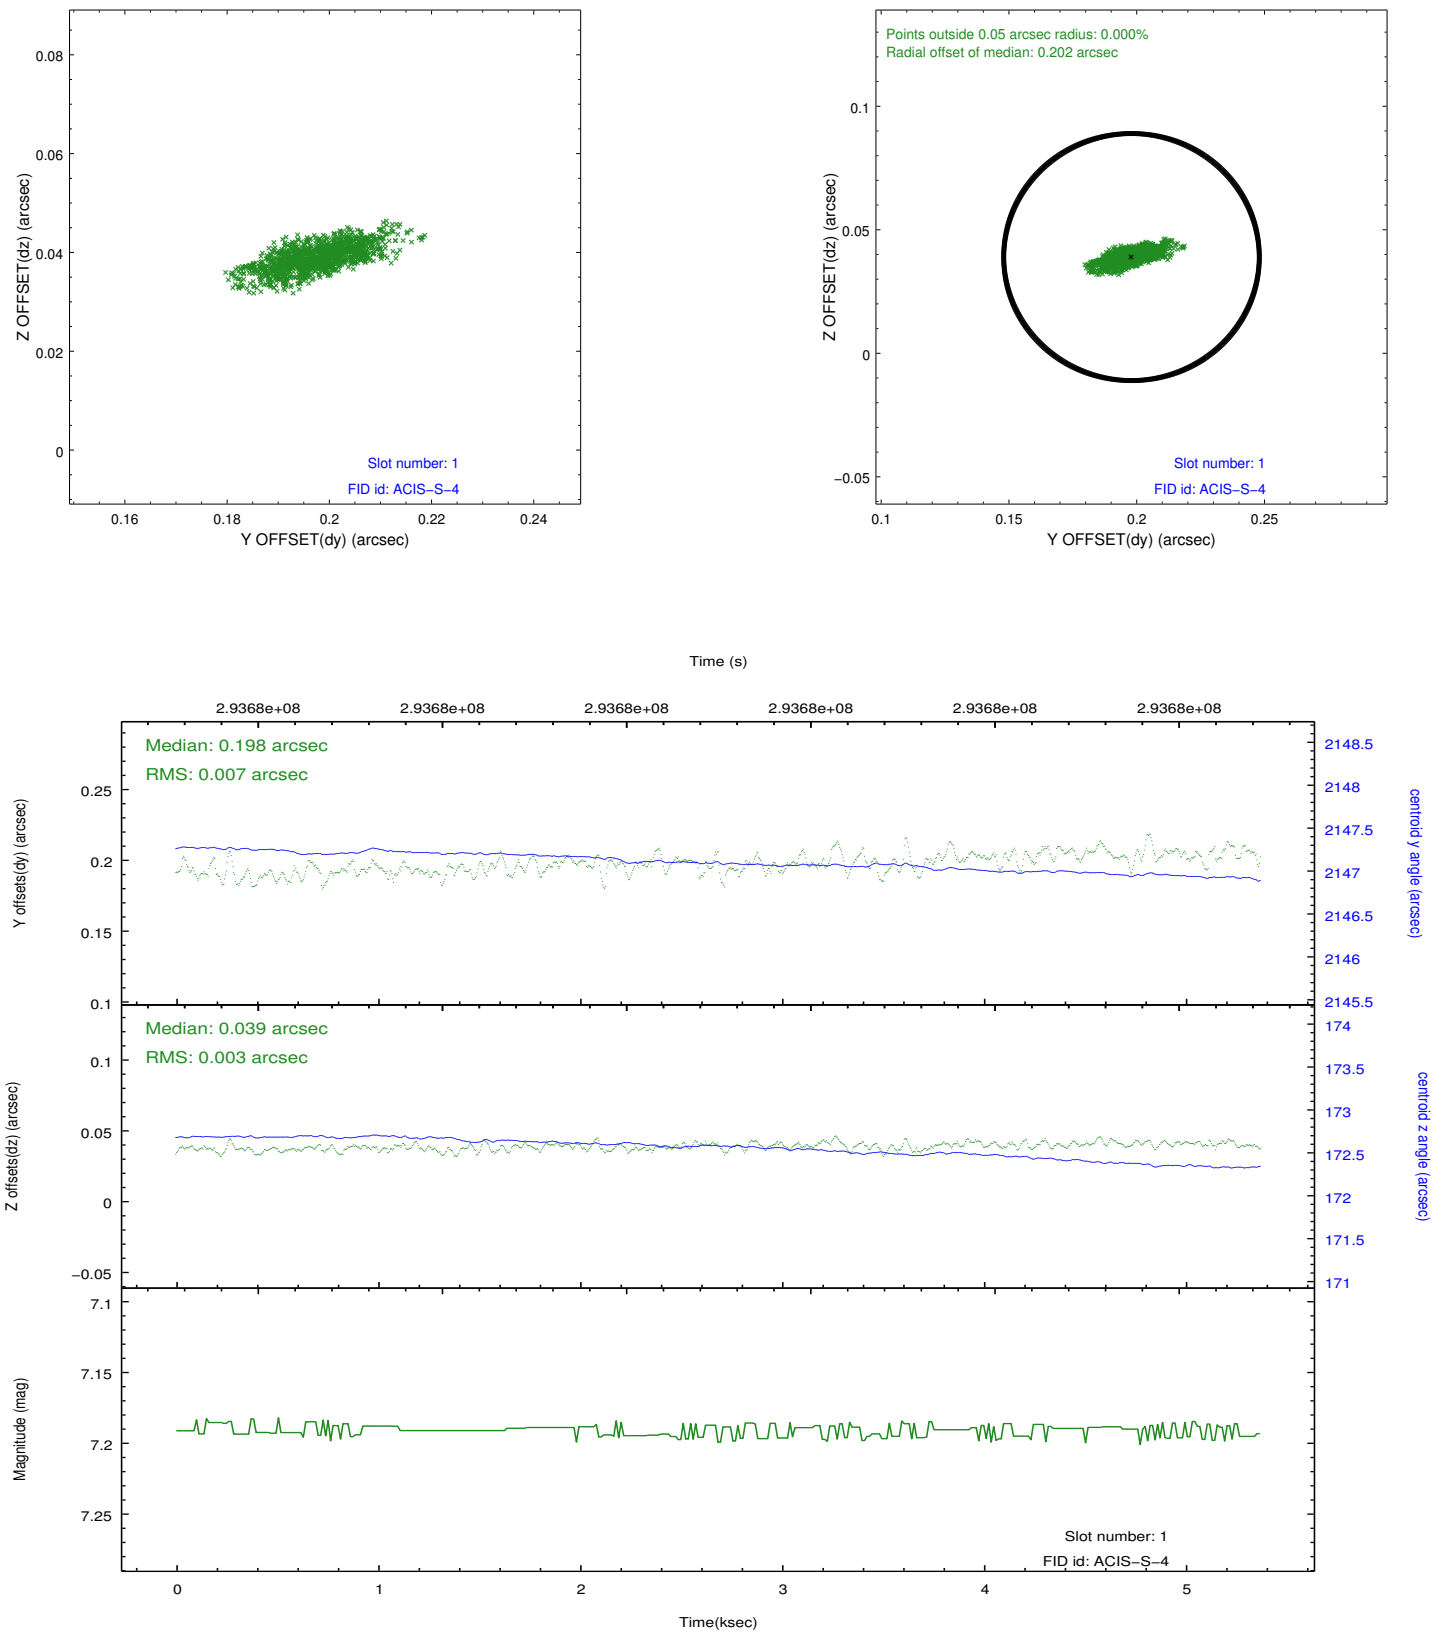 0.08
0.06
0.04
0.02
0
Z OFFSET(dz) (arcsec)
Slot number: 1
FID id: ACIS−S−4
0.16
0.18
0.2
0.22
0.24
Y OFFSET(dy) (arcsec)
Points outside 0.05 arcsec radius: 0.000%
Radial offset of median: 0.202 arcsec
0.1
0.05
0
−0.05
Z OFFSET(dz) (arcsec)
Slot number: 1
FID id: ACIS−S−4
0.1
0.15
0.2
0.25
Y OFFSET(dy) (arcsec)
Time (s)
2.9368e+08
2.9368e+08
2.9368e+08
2.9368e+08
2.9368e+08
2.9368e+08
Median: 0.198 arcsec
RMS: 0.007 arcsec
0.25
0.2
0.15
0.1
Y offsets(dy) (arcsec)
2148.5
2148
2147.5
2147
2146.5
2146
2145.5
centroid y angle (arcsec)
Median: 0.039 arcsec
RMS: 0.003 arcsec
0.1
0.05
0
−0.05
Z offsets(dz) (arcsec)
174
173.5
173
172.5
172
171.5
171
centroid z angle (arcsec)
7.1
7.15
7.2
7.25
Magnitude (mag)
Slot number: 1
FID id: ACIS−S−4
0
1
2
3
4
5
Time(ksec)